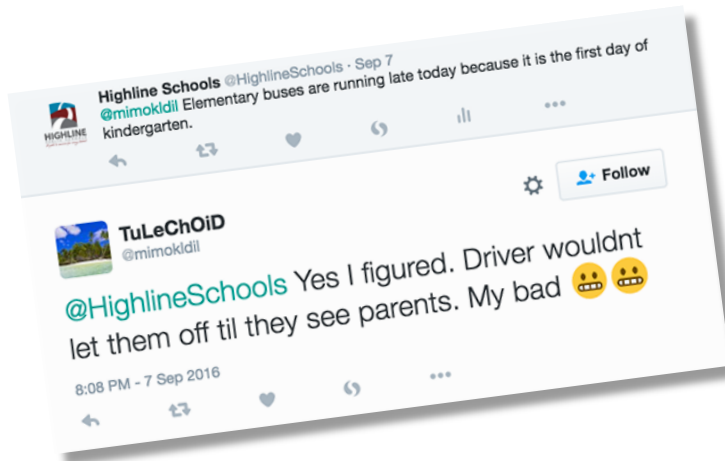 Highline Schools @HighlineSchools · Sep 7
@mimokldil Elementary buses are running late today because it is the first day of
kindergarten.
HIGHLINE
Follow
TuLeChOiD
@mimokldil
@HighlineSchools Yes I figured. Driver wouldnt
let them off til they see parents. My bad 😬😬
8:08 PM - 7 Sep 2016